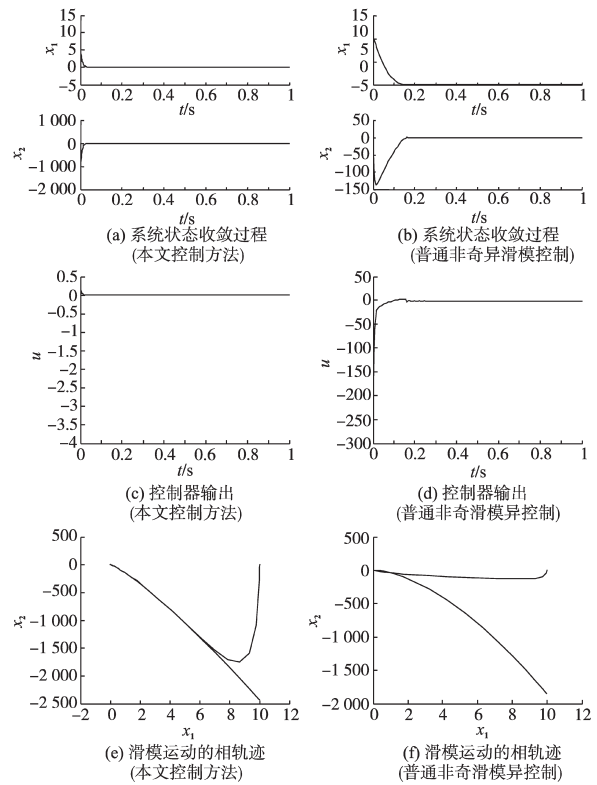 15
10
5
0
-5
x₁
0.2 0.4 0.6 0.8 1
t/s
1 000
0
-1 000
-2 000
x₂
0 0.2 0.4 0.6 0.8 1
t/s
(a) 系统状态收敛过程
(本文控制方法)
15
10
5
0
5
x₁
0 0.2 0.4 0.6 0.8 1
t/s
50
0
-50
-100
-150
x₂
0.2 0.4 0.6 0.8 1
t/s
(b) 系统状态收敛过程
(普通非奇异滑模控制)
0.5
0
-0.5
-1
-1.5
-2
-2.5
-3
-3.5
-4
u
0 0.2 0.4 0.6 0.8 1
t/s
(c) 控制器输出
(本文控制方法)
50
0
-50
-100
-150
-200
-250
-300
u
0 0.2 0.4 0.6 0.8 1
t/s
(d) 控制器输出
(普通非奇滑模异控制)
500
0
-500
-1 000
-1 500
-2 000
-2 500
x₂
-2 0 2 4 6 8 10 12
x₁
(e) 滑模运动的相轨迹
(本文控制方法)
500
0
-500
-1 000
-1 500
-2 000
x₂
0 2 4 6 8 10 12
x₁
(f) 滑模运动的相轨迹
(普通非奇滑模异控制)